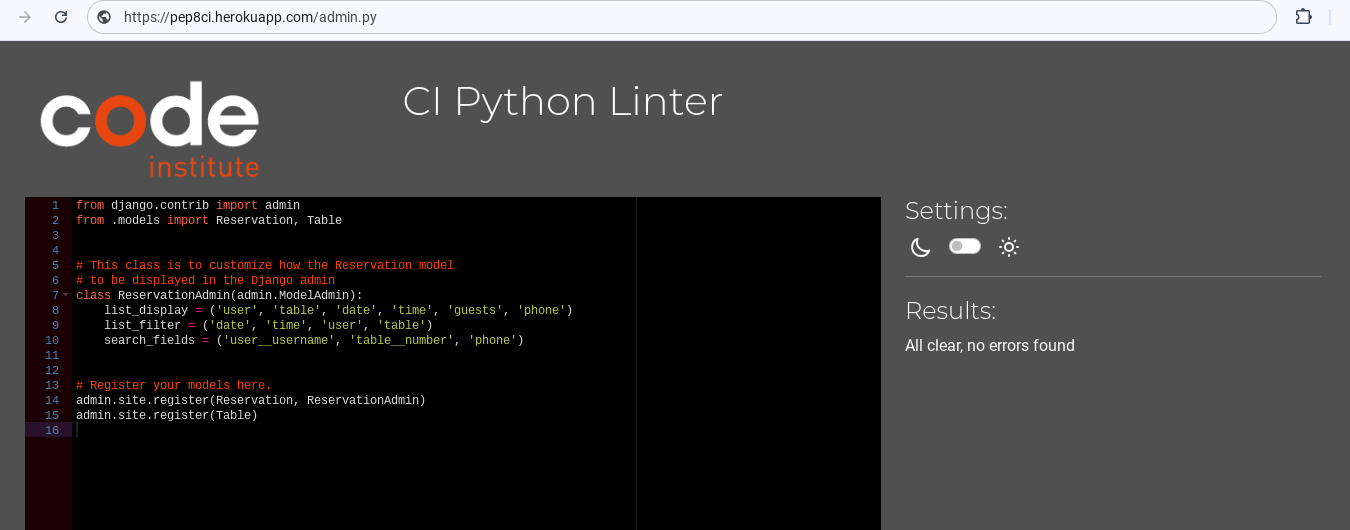 https://pep8ci.herokuapp.com/admin.py
code
institute
CI Python Linter
1 from django.contrib import admin
2 from .models import Reservation, Table
3
4
5 # This class is to customize how the Reservation model
6 # to be displayed in the Django admin
7 class ReservationAdmin(admin.ModelAdmin):
8     list_display = ('user', 'table', 'date', 'time', 'guests', 'phone')
9     list_filter = ('date', 'time', 'user', 'table')
10     search_fields = ('user__username', 'table__number', 'phone')
11
12
13 # Register your models here.
14 admin.site.register(Reservation, ReservationAdmin)
15 admin.site.register(Table)
16
Settings:
Results:
All clear, no errors found